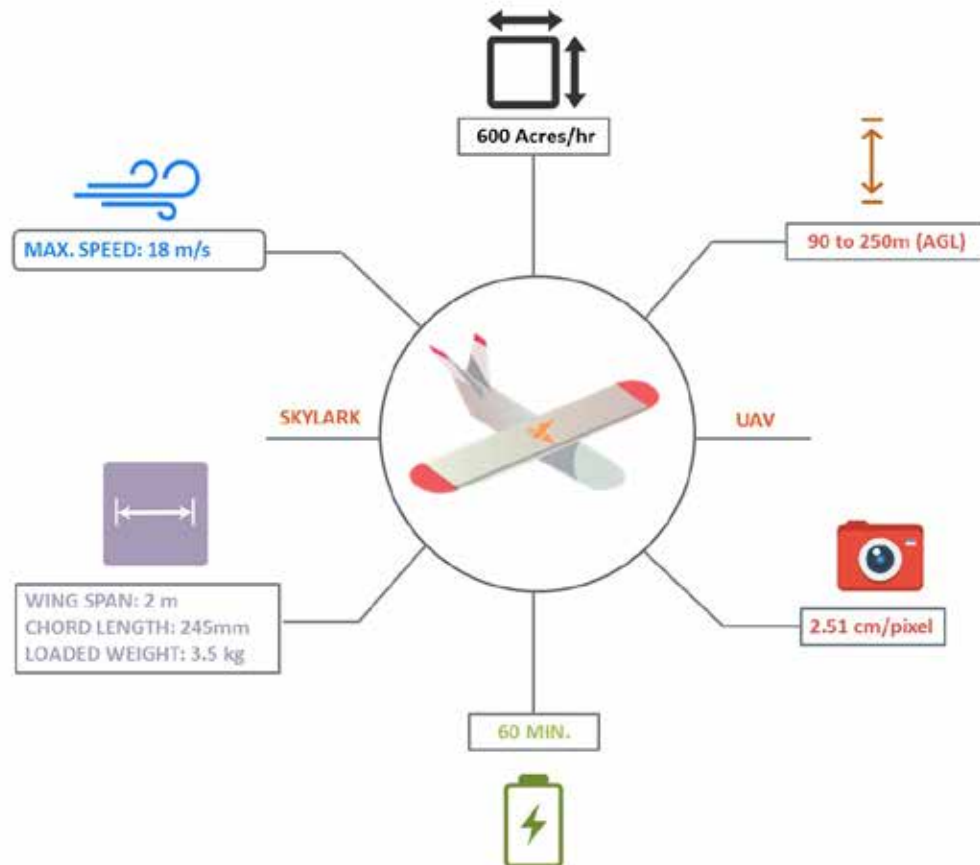 600 Acres/hr
MAX. SPEED: 18 m/s
90 to 250m (AGL)
SKYLARK
UAV
WING SPAN: 2 m
CHORD LENGTH: 245mm
LOADED WEIGHT: 3.5 kg
2.51 cm/pixel
60 MIN.